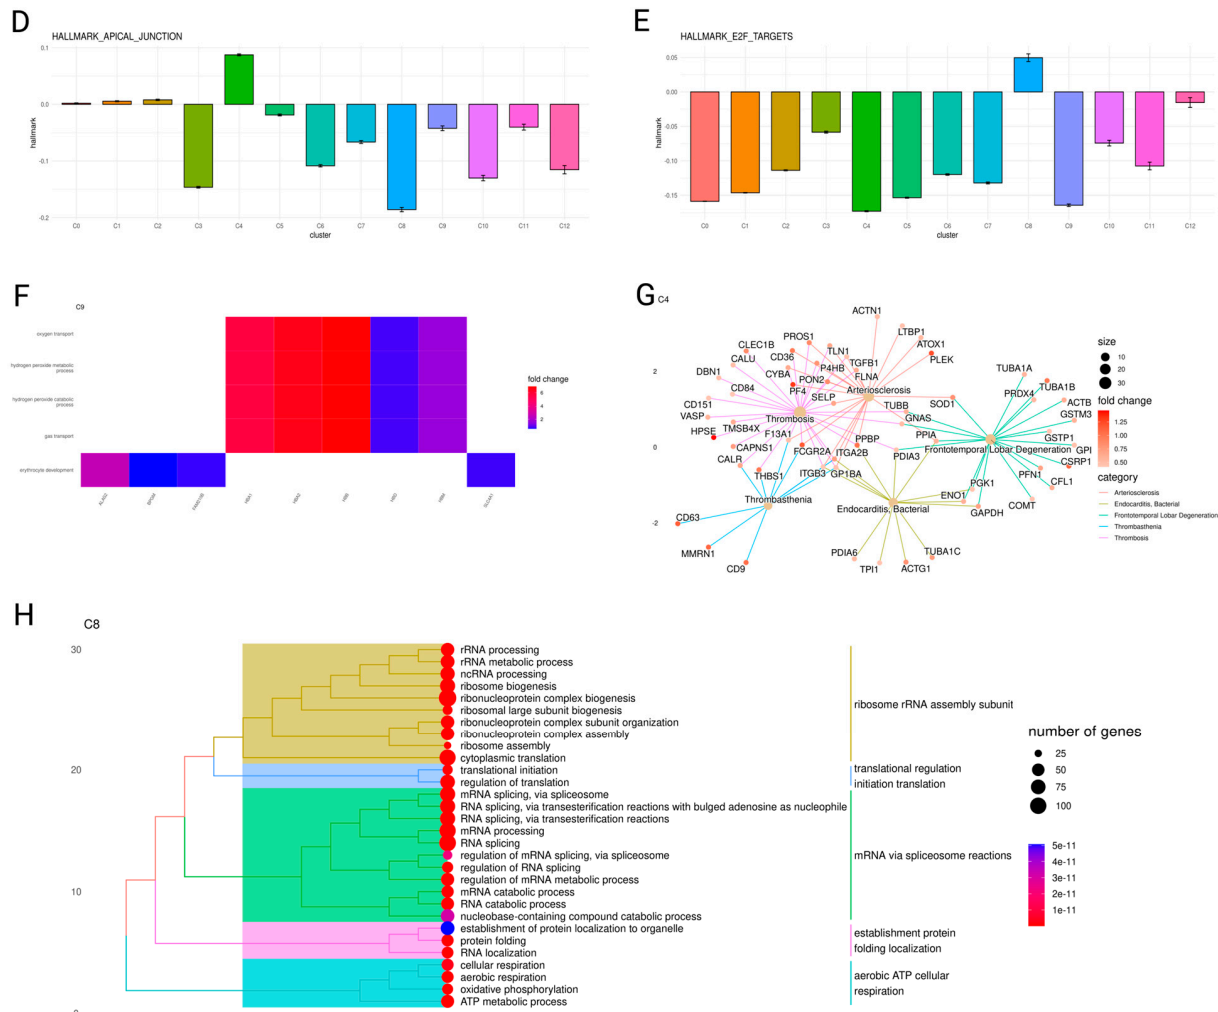 D
HALLMARK_APICAL_JUNCTION
0.1
0.0
-0.1
-0.2
hallmark
C0 C1 C2 C3 C4 C5 C6 C7 C8 C9 C10 C11 C12
cluster
E
HALLMARK_E2F_TARGETS
0.05
0.00
-0.05
-0.10
-0.15
hallmark
C0 C1 C2 C3 C4 C5 C6 C7 C8 C9 C10 C11 C12
cluster
F
C9
oxygen transport
hydrogen peroxide metabolic
process
hydrogen peroxide catabolic
process
gas transport
erythrocyte development
HBA1
HBA2
HBB
HBD
fold change
6
4
2
G
C4
2
0
-2
ACTN1
LTBP1
PROS1
ATOX1
CLEC1B
TLN1
PLEK
CD36
TGFB1
CALU
P4HB
CYBA
FLNA
DBN1
PON2
CD84
PF4
SELP
Arteriosclerosis
TUBA1A
TUBA1B
PRDX4
CD151
TUBB
SOD1
ACTB
VASP
Thrombosis
GNAS
GSTM3
TMSB4X
HPSE
F13A1
PPBP
PPIA
GSTP1
CAPNS1
FCGR2A
ITGA2B
PDIA3
Frontotemporal Lobar Degeneration
GPI
CALR
THBS1
ITGB3
GP1BA
CSRP1
PGK1
PFN1
CFL1
Thrombasthenia
ENO1
COMT
Endocarditis, Bacterial
GAPDH
CD63
MMRN1
CD9
PDIA6
TPI1
ACTG1
TUBA1C
size
10
20
30
fold change
1.25
1.00
0.75
0.50
category
Arteriosclerosis
Endocarditis, Bacterial
Frontotemporal Lobar Degeneration
Thrombasthenia
Thrombosis
H
C8
30
20
10
rRNA processing
rRNA metabolic process
ncRNA processing
ribosome biogenesis
ribonucleoprotein complex biogenesis
ribosomal large subunit biogenesis
ribonucleoprotein complex subunit organization
ribonucleoprotein complex assembly
ribosome assembly
cytoplasmic translation
translational initiation
regulation of translation
mRNA splicing, via spliceosome
RNA splicing, via transesterification reactions with bulged adenosine as nucleophile
RNA splicing, via transesterification reactions
mRNA processing
RNA splicing
regulation of mRNA splicing, via spliceosome
regulation of RNA splicing
regulation of mRNA metabolic process
mRNA catabolic process
RNA catabolic process
nucleobase-containing compound catabolic process
establishment of protein localization to organelle
protein folding
RNA localization
cellular respiration
aerobic respiration
oxidative phosphorylation
ATP metabolic process
ribosome rRNA assembly subunit
translational regulation
initiation translation
mRNA via spliceosome reactions
establishment protein
folding localization
aerobic ATP cellular
respiration
number of genes
25
50
75
100
5e-11
4e-11
3e-11
2e-11
1e-11